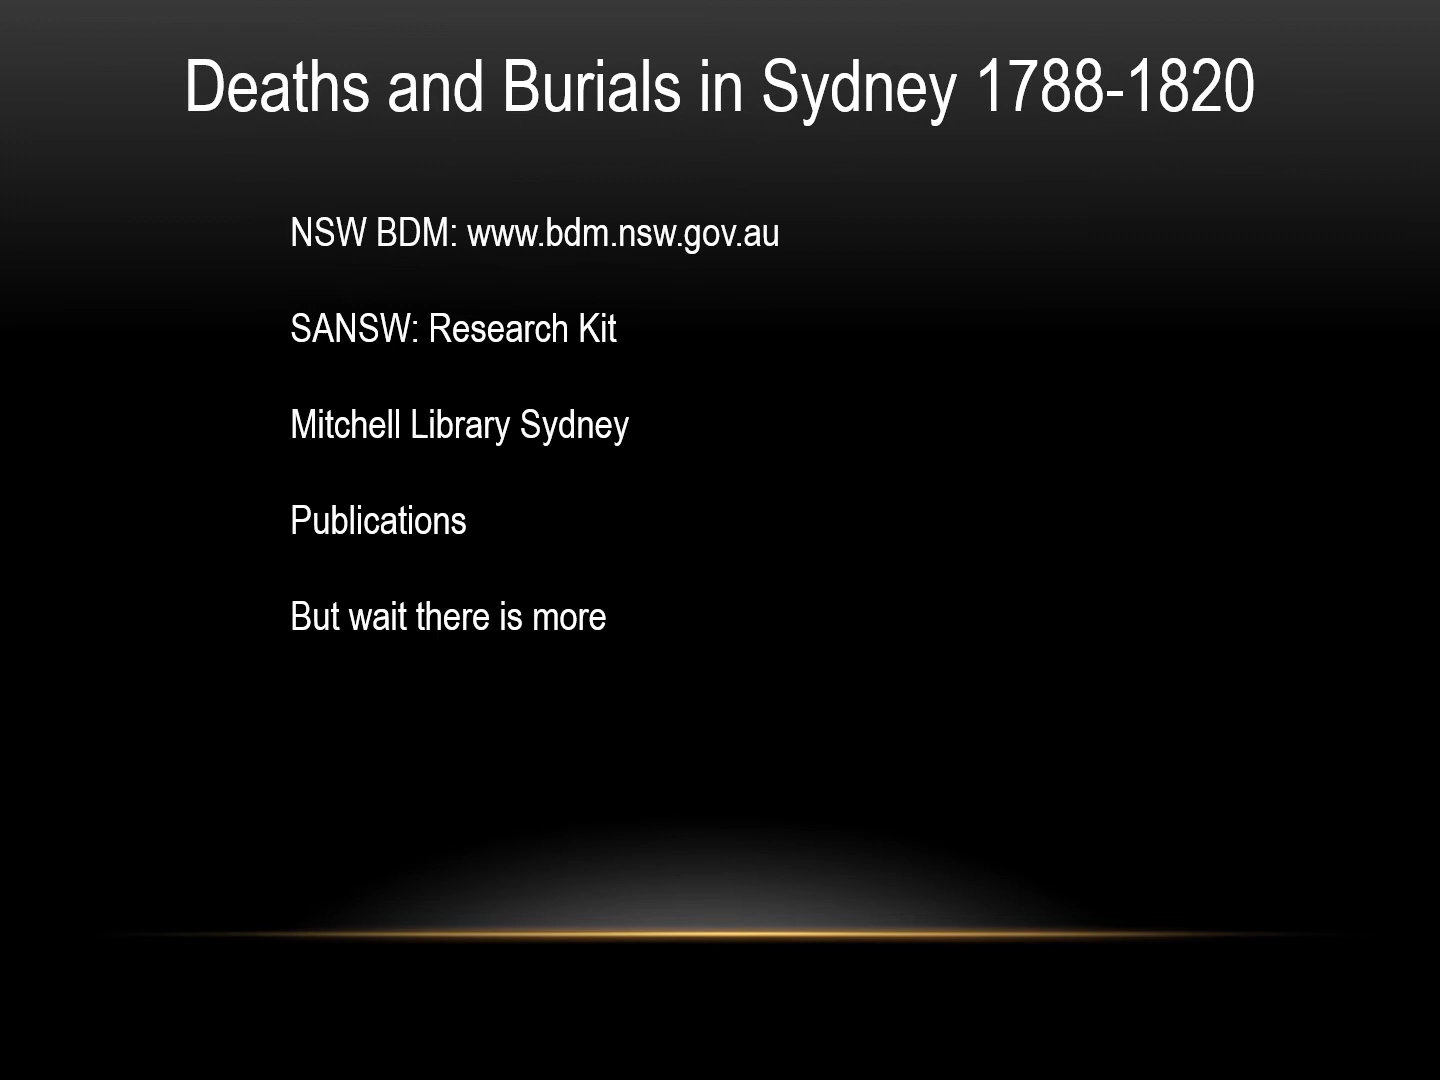 Deaths and Burials in Sydney 1788-1820
NSW BDM: www.bdm.nsw.gov.au
SANSW: Research Kit
Mitchell Library Sydney
Publications
But wait there is more